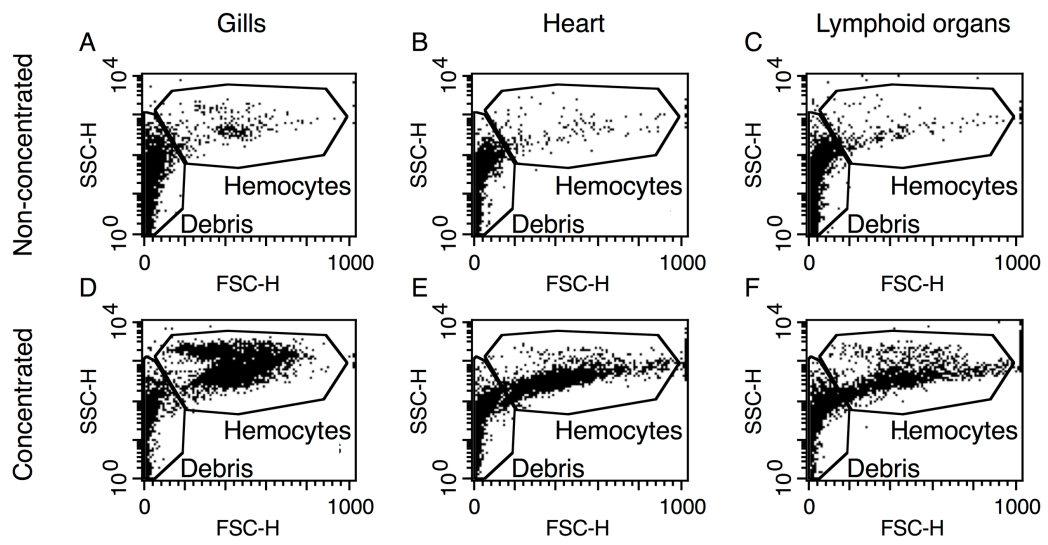 Gills
Heart
Lymphoid organs
Non-concentrated
A
10^4
SSC-H
10^0
Hemocytes
Debris
0
1000
FSC-H
B
10^4
SSC-H
10^0
Hemocytes
Debris
0
1000
FSC-H
C
10^4
SSC-H
10^0
Hemocytes
Debris
0
1000
FSC-H
Concentrated
D
10^4
SSC-H
10^0
Hemocytes
Debris
0
1000
FSC-H
E
10^4
SSC-H
10^0
Hemocytes
Debris
0
1000
FSC-H
F
10^4
SSC-H
10^0
Hemocytes
Debris
0
1000
FSC-H